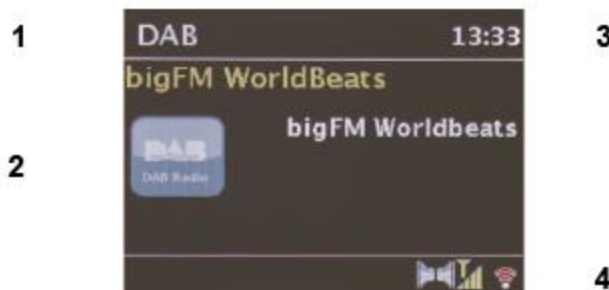 1 DAB 13:33 3
bigFM WorldBeats
bigFM Worldbeats
2 DAB
DAB Radio
4